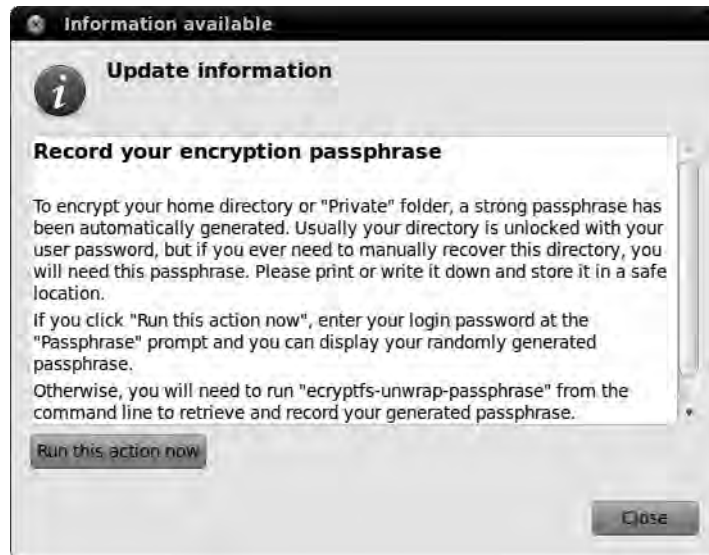 Information available
Update information
Record your encryption passphrase
To encrypt your home directory or "Private" folder, a strong passphrase has
been automatically generated. Usually your directory is unlocked with your
user password, but if you ever need to manually recover this directory, you
will need this passphrase. Please print or write it down and store it in a safe
location.
If you click "Run this action now", enter your login password at the
"Passphrase" prompt and you can display your randomly generated
passphrase.
Otherwise, you will need to run "ecryptfs-unwrap-passphrase" from the
command line to retrieve and record your generated passphrase.
Run this action now
Close